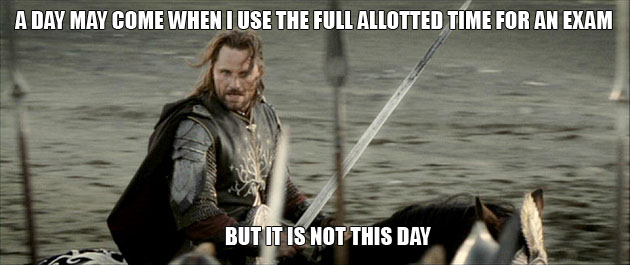 A DAY MAY COME WHEN I USE THE FULL ALLOTTED TIME FOR AN EXAM
BUT IT IS NOT THIS DAY